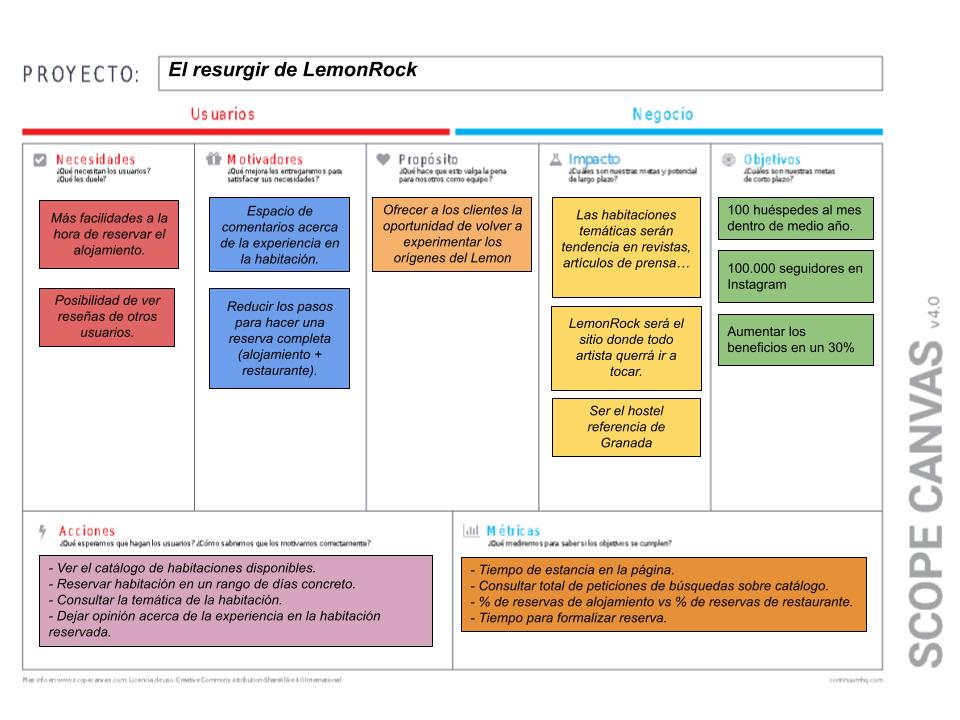 PROYECTO:
El resurgir de LemonRock
Usuarios
Negocio
Necesidades
¿Qué necesitan los usuarios?
¿Qué les duele?
Más facilidades a la
hora de reservar el
alojamiento.
Posibilidad de ver
reseñas de otros
usuarios.
Motivadores
¿Qué mejora les entregaremos para
satisfacer sus necesidades?
Espacio de
comentarios acerca
de la experiencia en
la habitación.
Reducir los pasos
para hacer una
reserva completa
(alojamiento +
restaurante).
Propósito
¿Qué hace que esto valga la pena
para nosotros como equipo?
Ofrecer a los clientes la
oportunidad de volver a
experimentar los
orígenes del Lemon
Impacto
¿Cuáles son nuestras metas y potencial
de largo plazo?
Las habitaciones
temáticas serán
tendencia en revistas,
artículos de prensa…
LemonRock será el
sitio donde todo
artista querrá ir a
tocar.
Ser el hostel
referencia de
Granada
Objetivos
¿Cuáles son nuestras metas
de corto plazo?
100 huéspedes al mes
dentro de medio año.
100.000 seguidores en
Instagram
Aumentar los
beneficios en un 30%
Acciones
¿Qué esperamos que hagan los usuarios? ¿Cómo sabremos que los motivamos correctamente?
- Ver el catálogo de habitaciones disponibles.
- Reservar habitación en un rango de días concreto.
- Consultar la temática de la habitación.
- Dejar opinión acerca de la experiencia en la habitación
reservada.
Métricas
¿Qué mediremos para saber si los objetivos se cumplen?
- Tiempo de estancia en la página.
- Consultar total de peticiones de búsquedas sobre catálogo.
- % de reservas de alojamiento vs % de reservas de restaurante.
- Tiempo para formalizar reserva.
SCOPE CANVAS v4.0
Más info en www.scopecanvas.com. Licencia de uso: Creative Commons Attribution-ShareAlike 4.0 International.
continuumhq.com